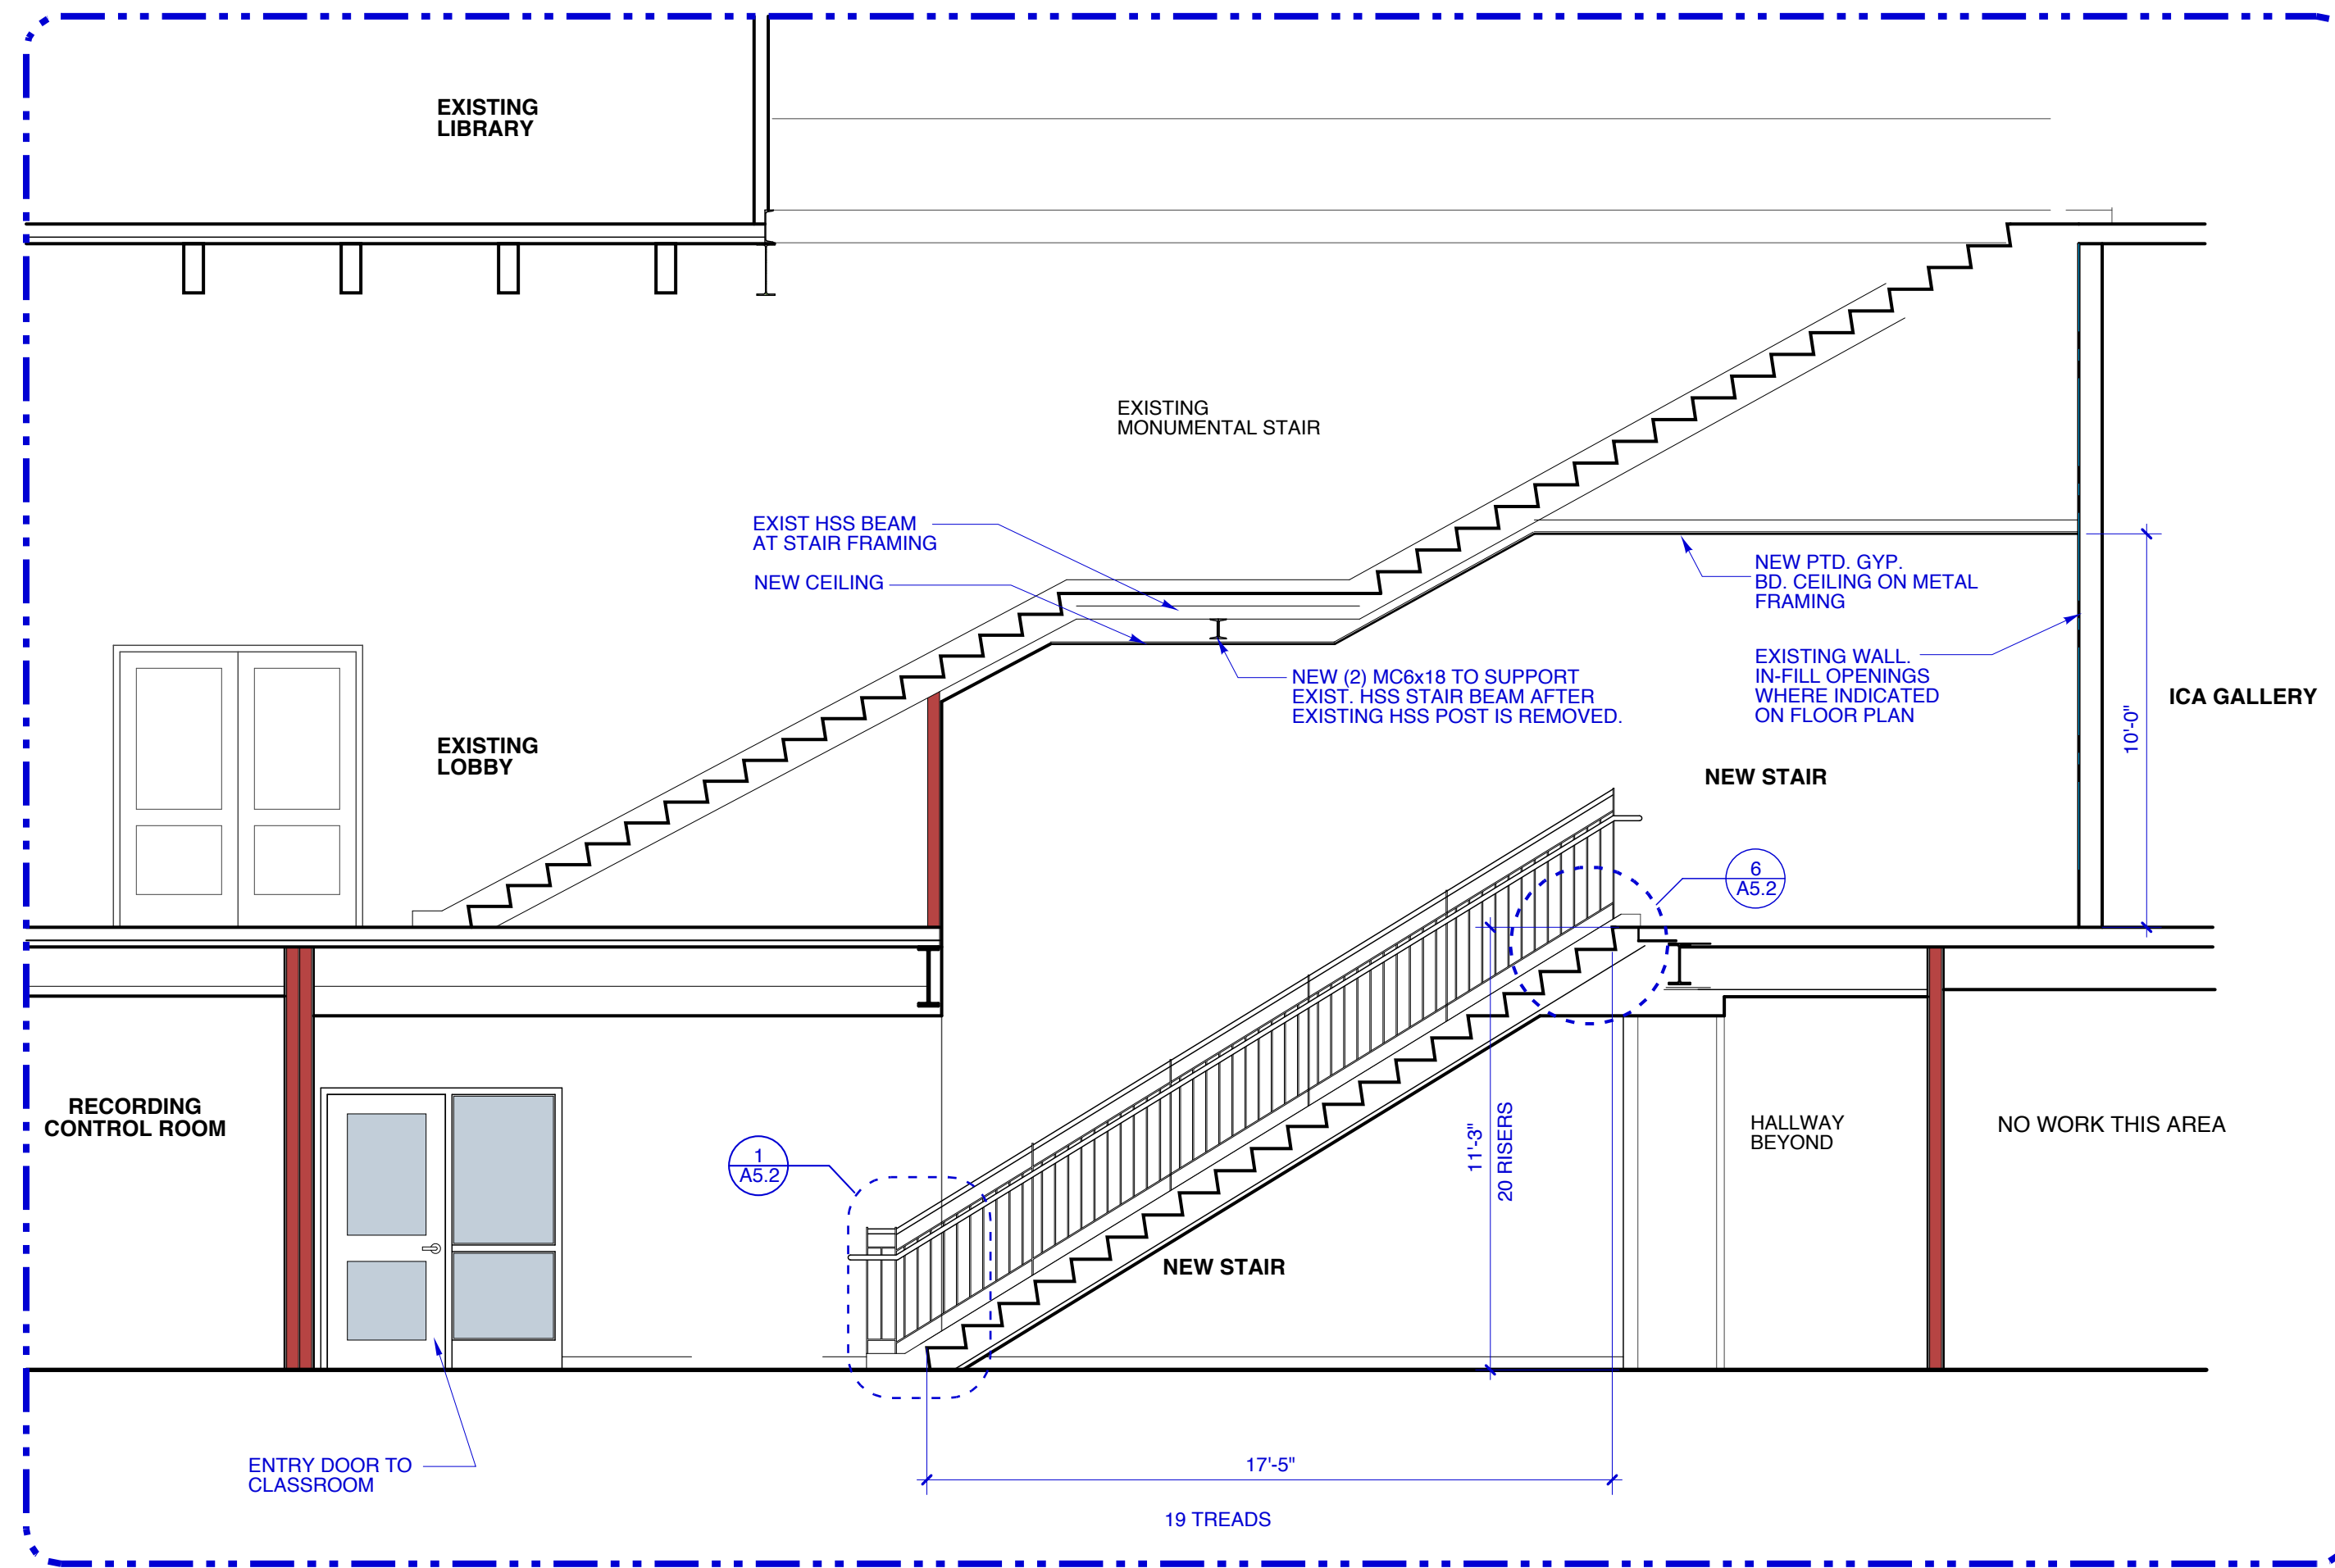 EXISTING
LIBRARY
EXISTING
MONUMENTAL STAIR
EXIST HSS BEAM
AT STAIR FRAMING
NEW CEILING
NEW PTD. GYP.
BD. CEILING ON METAL
FRAMING
NEW (2) MC6x18 TO SUPPORT
EXIST. HSS STAIR BEAM AFTER
EXISTING HSS POST IS REMOVED.
EXISTING WALL.
IN-FILL OPENINGS
WHERE INDICATED
ON FLOOR PLAN
ICA GALLERY
10'-0"
EXISTING
LOBBY
NEW STAIR
6
A5.2
RECORDING
CONTROL ROOM
1
A5.2
11'-3"
20 RISERS
HALLWAY
BEYOND
NO WORK THIS AREA
NEW STAIR
ENTRY DOOR TO
CLASSROOM
17'-5"
19 TREADS